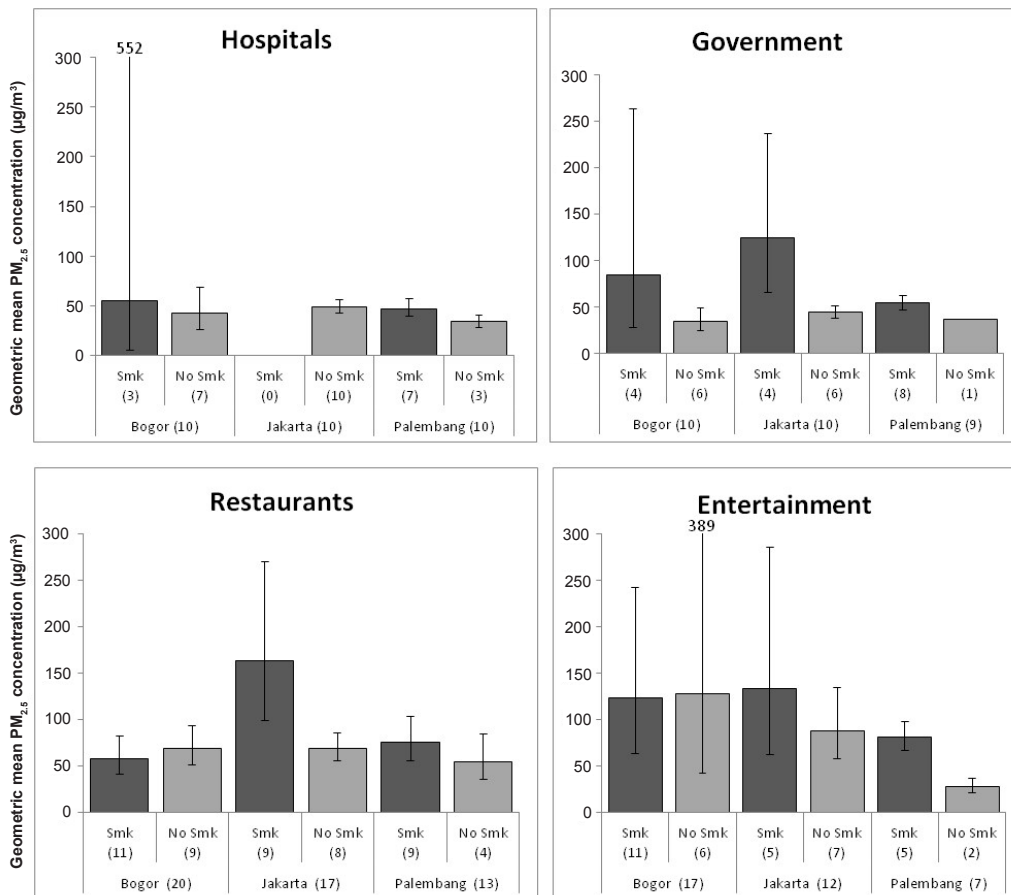 Hospitals
Geometric mean PM2.5 concentration (µg/m³)
552
300
250
200
150
100
50
0
Smk No Smk Smk No Smk Smk No Smk
(3) (7) (0) (10) (7) (3)
Bogor (10) Jakarta (10) Palembang (10)
Government
300
250
200
150
100
50
0
Smk No Smk Smk No Smk Smk No Smk
(4) (6) (4) (6) (8) (1)
Bogor (10) Jakarta (10) Palembang (9)
Restaurants
Geometric mean PM2.5 concentration (µg/m³)
300
250
200
150
100
50
0
Smk No Smk Smk No Smk Smk No Smk
(11) (9) (9) (8) (9) (4)
Bogor (20) Jakarta (17) Palembang (13)
Entertainment
389
300
250
200
150
100
50
0
Smk No Smk Smk No Smk Smk No Smk
(11) (6) (5) (7) (5) (2)
Bogor (17) Jakarta (12) Palembang (7)